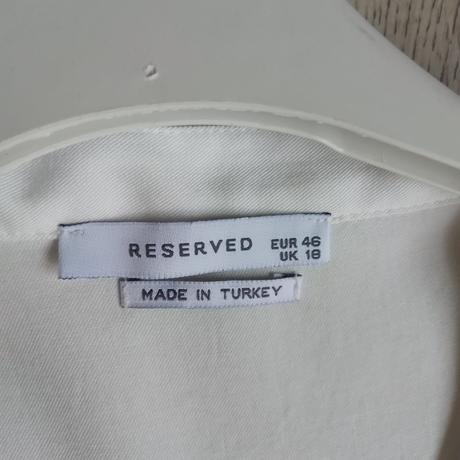 RESERVED EUR 46
UK 18
MADE IN TURKEY